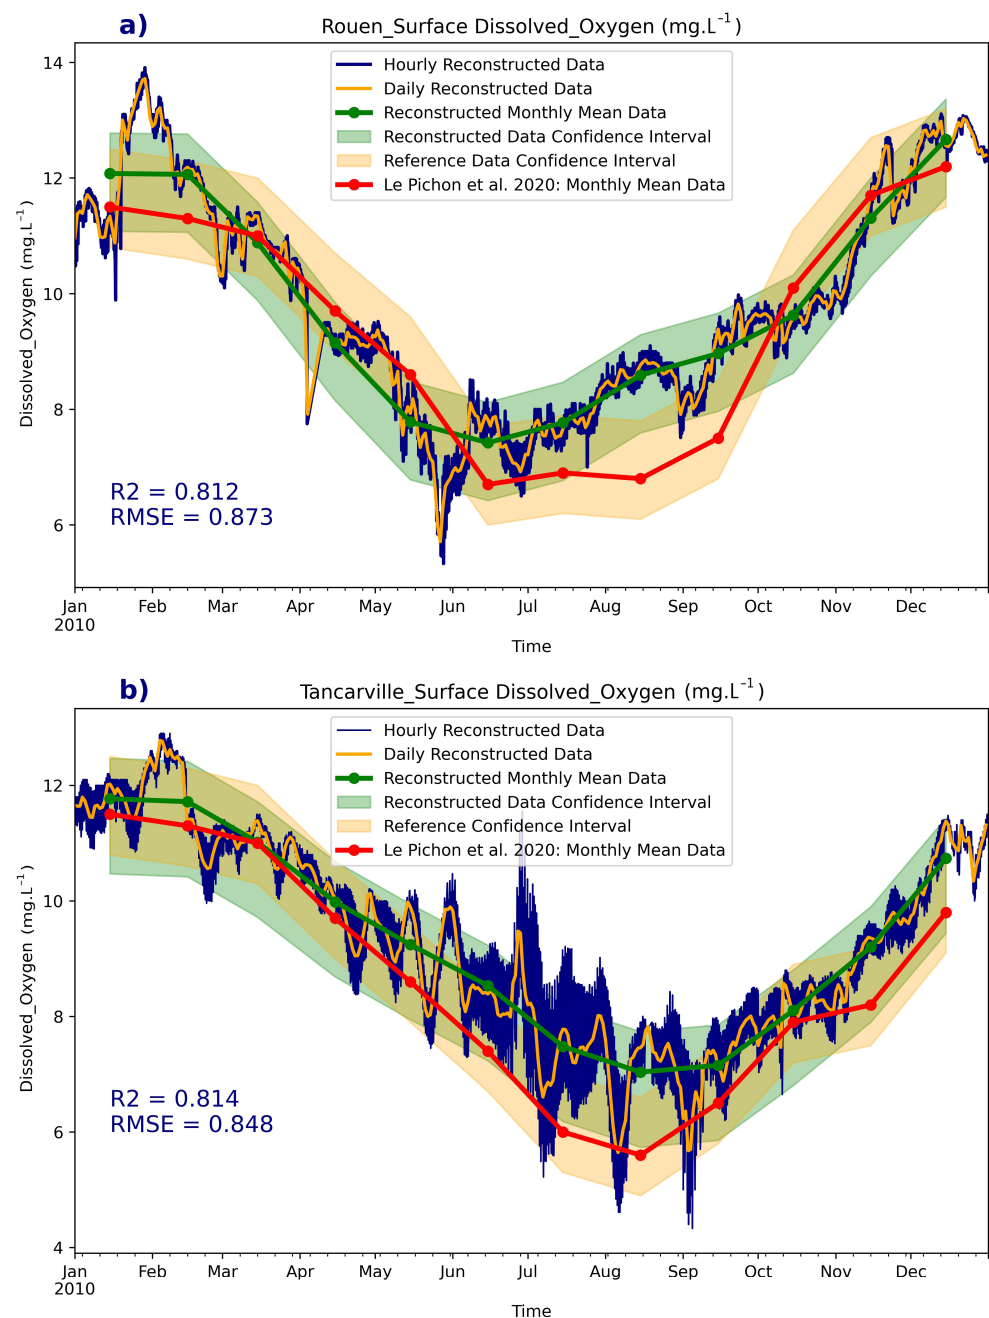 a)
Rouen_Surface Dissolved_Oxygen (mg.L⁻¹)
Hourly Reconstructed Data
Daily Reconstructed Data
Reconstructed Monthly Mean Data
Reconstructed Data Confidence Interval
Reference Data Confidence Interval
Le Pichon et al. 2020: Monthly Mean Data
14
12
10
8
6
Dissolved_Oxygen (mg.L⁻¹)
R2 = 0.812
RMSE = 0.873
Jan Feb Mar Apr May Jun Jul Aug Sep Oct Nov Dec
2010
Time
b)
Tancarville_Surface Dissolved_Oxygen (mg.L⁻¹)
Hourly Reconstructed Data
Daily Reconstructed Data
Reconstructed Monthly Mean Data
Reconstructed Data Confidence Interval
Reference Confidence Interval
Le Pichon et al. 2020: Monthly Mean Data
12
10
8
6
4
Dissolved_Oxygen (mg.L⁻¹)
R2 = 0.814
RMSE = 0.848
Jan Feb Mar Apr May Jun Jul Aug Sep Oct Nov Dec
2010
Time